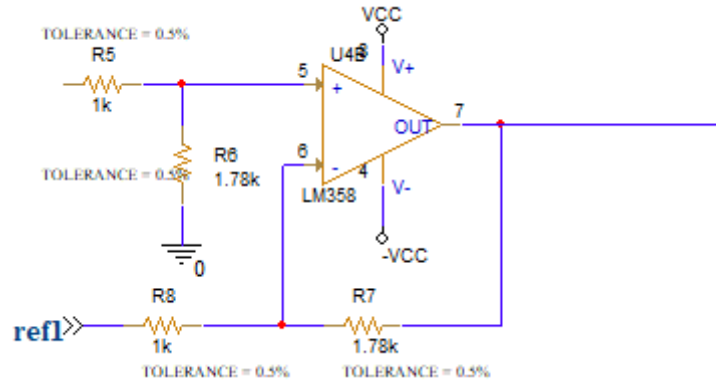 VCC
TOLERANCE = 0.5%
R5
U4B
8
V+
5
+
1k
7
OUT
R6
6
-
TOLERANCE = 0.5%
1.78k
4
LM358
V-
-VCC
0
R8
R7
ref1
1k
1.78k
TOLERANCE = 0.5%
TOLERANCE = 0.5%